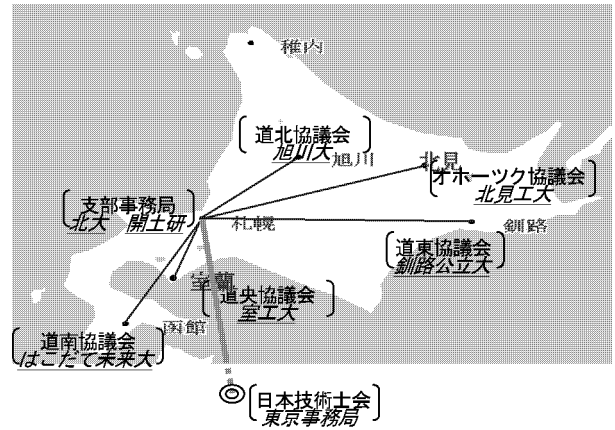 稚内
道北協議会
旭川大
旭川
北見
オホーツク協議会
北見工大
支部事務局
北大　開土研
札幌
釧路
道東協議会
釧路公立大
室蘭
道央協議会
室工大
函館
道南協議会
はこだて未来大
日本技術士会
東京事務局